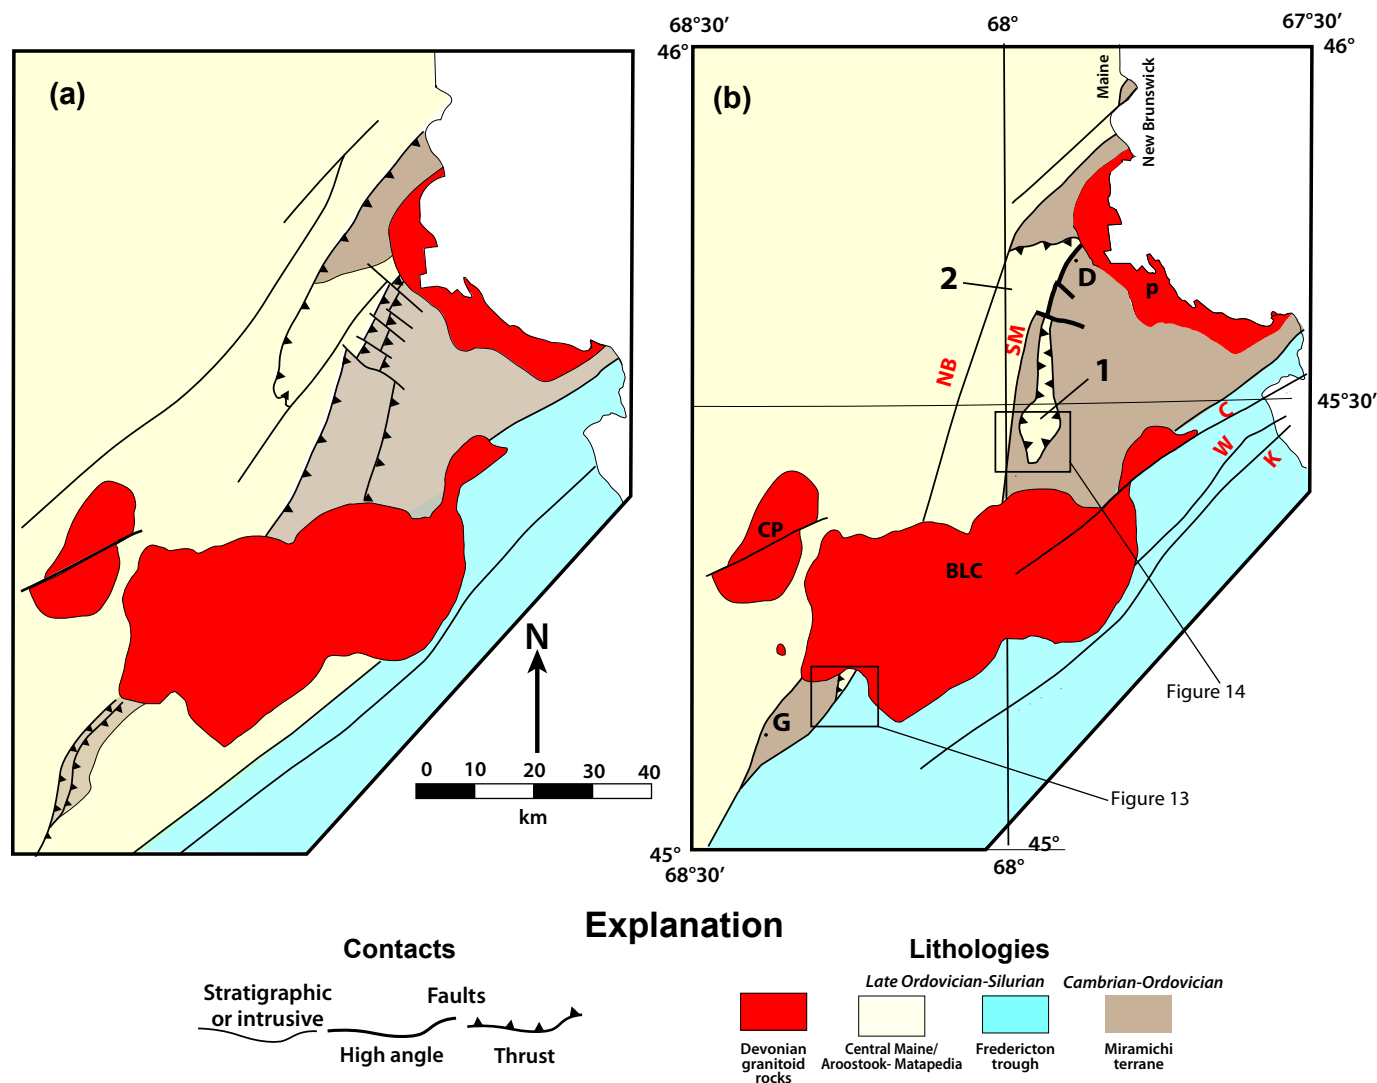 (a)
N
0 10 20 30 40
km
68°30' 68° 67°30'
46° 46°
(b)
Maine
New Brunswick
2
D
p
SM
NB
1
45°30'
C
W
K
CP
BLC
Figure 14
G
Figure 13
45° 45°
68°30' 68°
Explanation
Contacts
Stratigraphic
or intrusive
Faults
High angle
Thrust
Lithologies
Late Ordovician-Silurian Cambrian-Ordovician
Devonian
granitoid
rocks
Central Maine/
Aroostook- Matapedia
Fredericton
trough
Miramichi
terrane